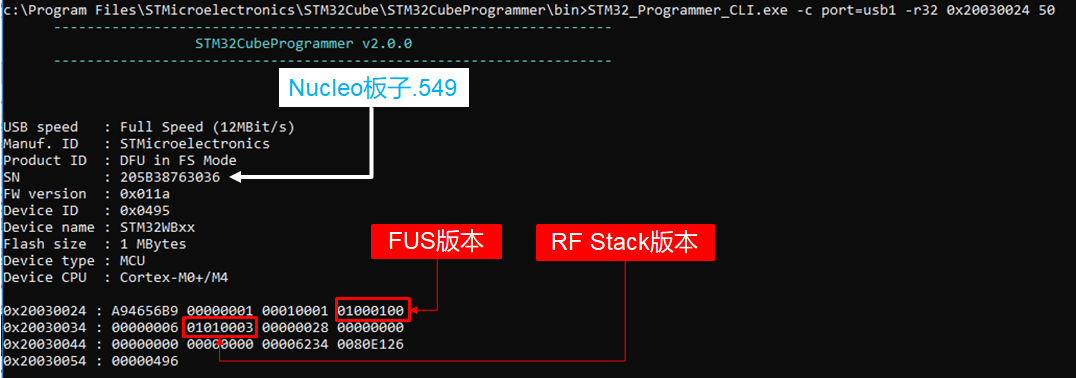 c:\Program Files\STMicroelectronics\STM32Cube\STM32CubeProgrammer\bin>STM32_Programmer_CLI.exe -c port=usb1 -r32 0x20030024 50
-------------------------------------------------------------------
STM32CubeProgrammer v2.0.0
-------------------------------------------------------------------
Nucleo板子.549
USB speed   : Full Speed (12MBit/s)
Manuf. ID   : STMicroelectronics
Product ID  : DFU in FS Mode
SN          : 205B38763036
FW version  : 0x011a
Device ID   : 0x0495
Device name : STM32WBxx
Flash size  : 1 MBytes
Device type : MCU
Device CPU  : Cortex-M0+/M4
FUS版本
RF Stack版本
0x20030024 : A94656B9 00000001 00010001 01000100
0x20030034 : 00000006 01010003 00000028 00000000
0x20030044 : 00000000 00000000 00006234 0080E126
0x20030054 : 00000496